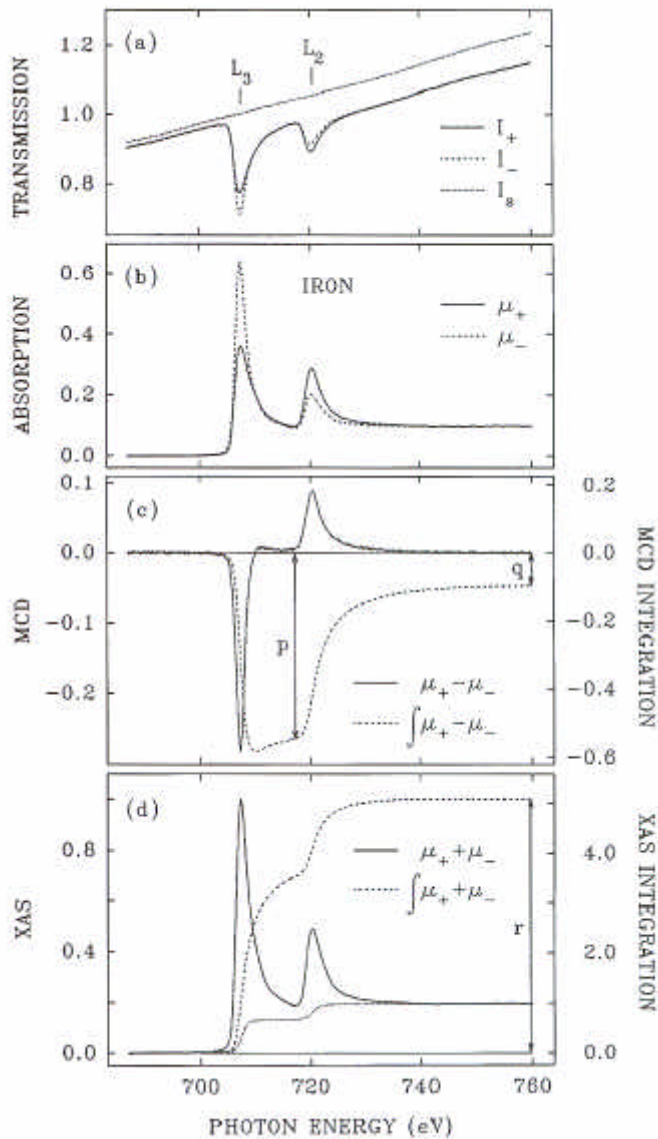 (a)
TRANSMISSION
1.2
1.0
0.8
L₃
L₂
I₊
I₋
Iₛ
(b)
IRON
ABSORPTION
0.6
0.4
0.2
0.0
μ₊
μ₋
(c)
MCD
0.1
0.0
−0.1
−0.2
p
q
μ₊−μ₋
∫μ₊−μ₋
0.2
0.0
−0.2
−0.4
−0.6
MCD INTEGRATION
(d)
XAS
0.8
0.4
0.0
μ₊+μ₋
∫μ₊+μ₋
r
4.0
2.0
0.0
XAS INTEGRATION
700
720
740
760
PHOTON ENERGY (eV)